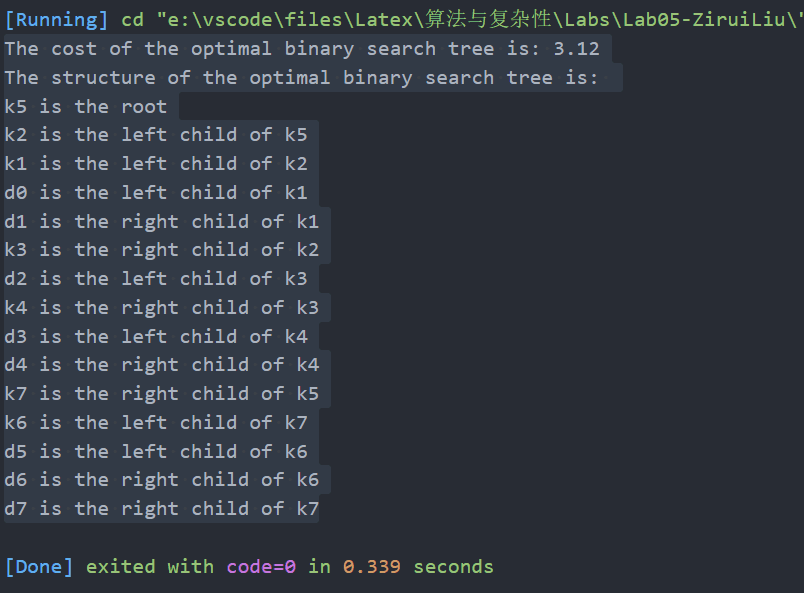 [Running] cd "e:\vscode\files\Latex\算法与复杂性\Labs\Lab05-ZiruiLiu\"
The cost of the optimal binary search tree is: 3.12
The structure of the optimal binary search tree is:
k5 is the root
k2 is the left child of k5
k1 is the left child of k2
d0 is the left child of k1
d1 is the right child of k1
k3 is the right child of k2
d2 is the left child of k3
k4 is the right child of k3
d3 is the left child of k4
d4 is the right child of k4
k7 is the right child of k5
k6 is the left child of k7
d5 is the left child of k6
d6 is the right child of k6
d7 is the right child of k7
[Done] exited with code=0 in 0.339 seconds